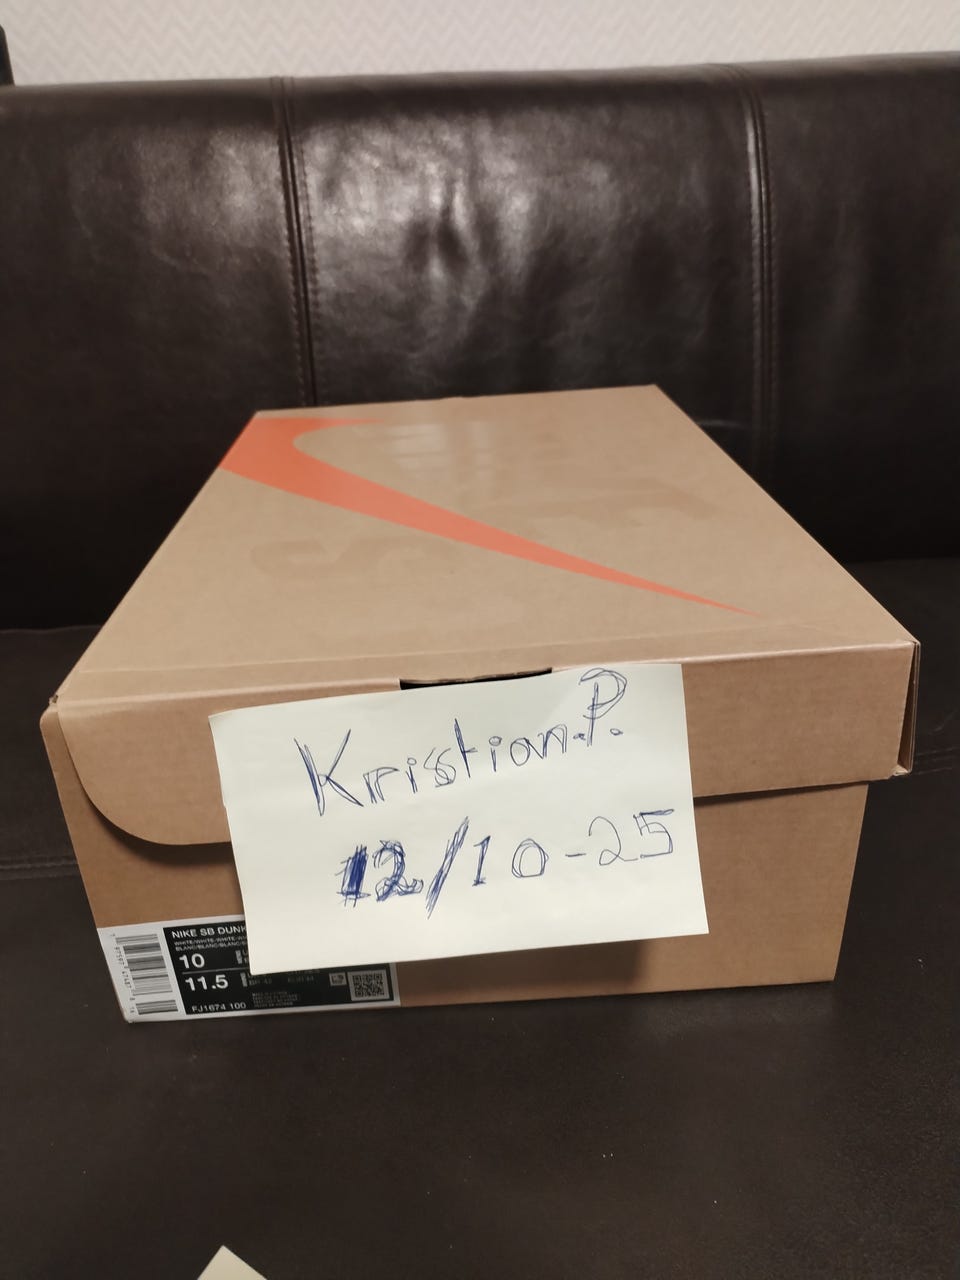 Kristian.P.
12/10-25
NIKE SB DUNK
10
11.5
FJ1674 100